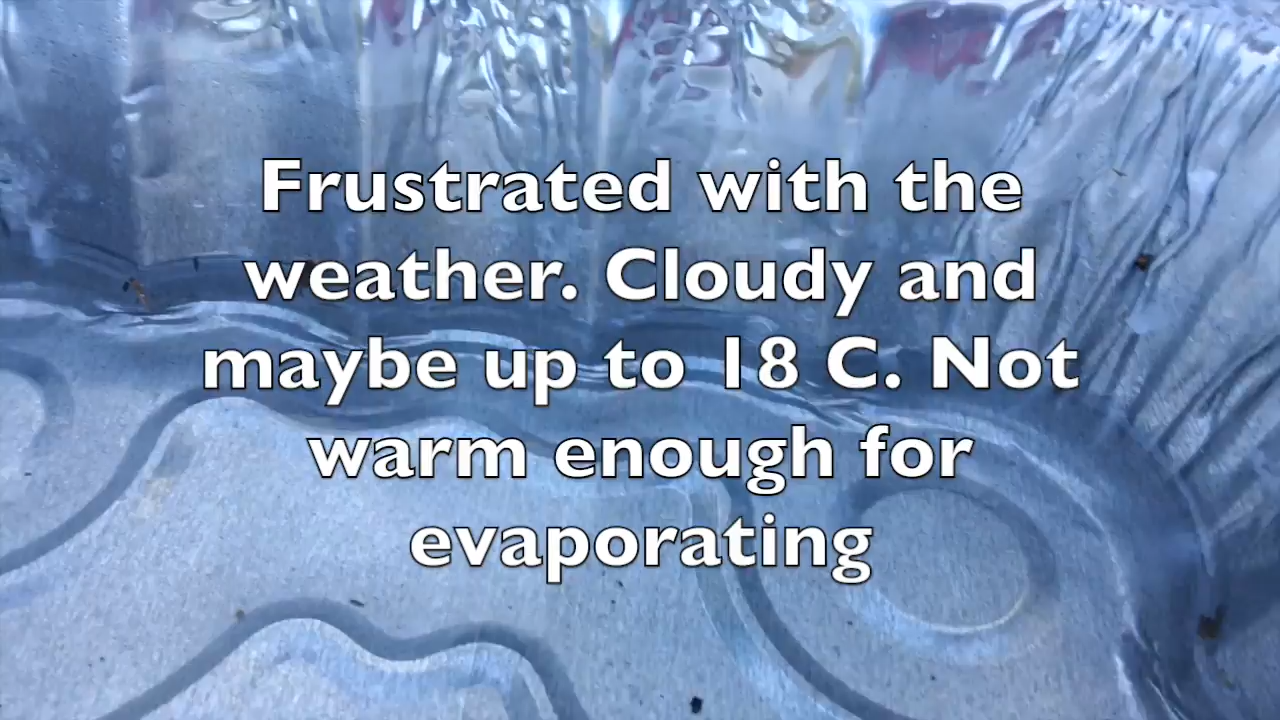 Frustrated with the
weather. Cloudy and
maybe up to 18 C. Not
warm enough for
evaporating